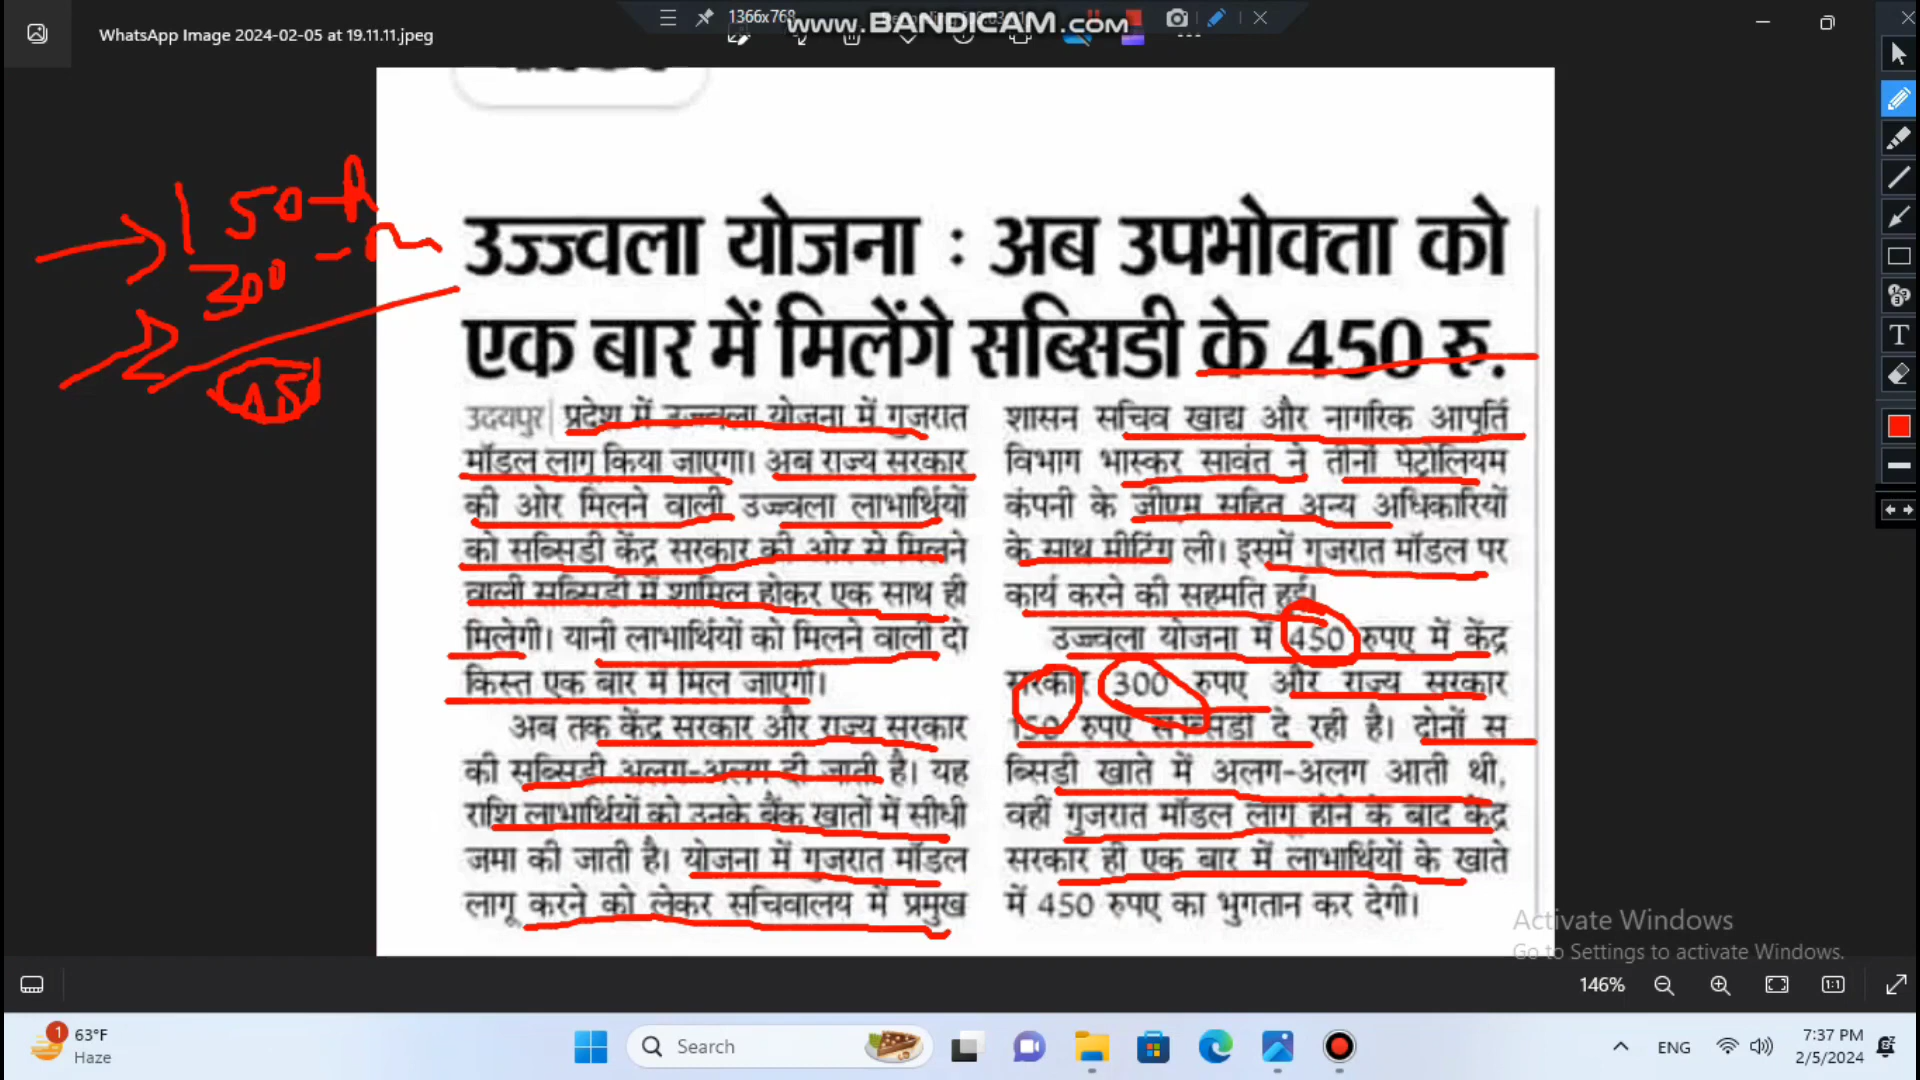 WhatsApp Image 2024-02-05 at 19.11.11.jpeg
1366x768
www.BANDICAM.com
150
300
2
उज्ज्वला योजना : अब उपभोक्ता को
एक बार में मिलेंगे सब्सिडी के 450 रु.
उदयपुर| प्रदेश में उज्ज्वला योजना में गुजरात
मॉडल लागू किया जाएगा। अब राज्य सरकार
की ओर मिलने वाली उज्ज्वला लाभार्थियों
को सब्सिडी केंद्र सरकार की ओर से मिलने
वाली सब्सिडी में शामिल होकर एक साथ ही
मिलेगी। यानी लाभार्थियों को मिलने वाली दो
किस्त एक बार में मिल जाएगी।
अब तक केंद्र सरकार और राज्य सरकार
की सब्सिडी अलग-अलग दी जाती है। यह
राशि लाभार्थियों को उनके बैंक खातों में सीधी
जमा की जाती है। योजना में गुजरात मॉडल
लागू करने को लेकर सचिवालय में प्रमुख
शासन सचिव खाद्य और नागरिक आपूर्ति
विभाग भास्कर सावंत ने तीनों पेट्रोलियम
कंपनी के जीएम सहित अन्य अधिकारियों
के साथ मीटिंग ली। इसमें गुजरात मॉडल पर
कार्य करने की सहमति हुई।
उज्ज्वला योजना में 450 रुपए में केंद्र
सरकार 300 रुपए और राज्य सरकार
150 रुपए सब्सिडी दे रही है। दोनों स
ब्सिडी खाते में अलग-अलग आती थी,
वहीं गुजरात मॉडल लागू होने के बाद केंद्र
सरकार ही एक बार में लाभार्थियों के खाते
में 450 रुपए का भुगतान कर देगी।
Activate Windows
Go to Settings to activate Windows.
146%
1
63°F
Haze
Search
ENG
7:37 PM
2/5/2024